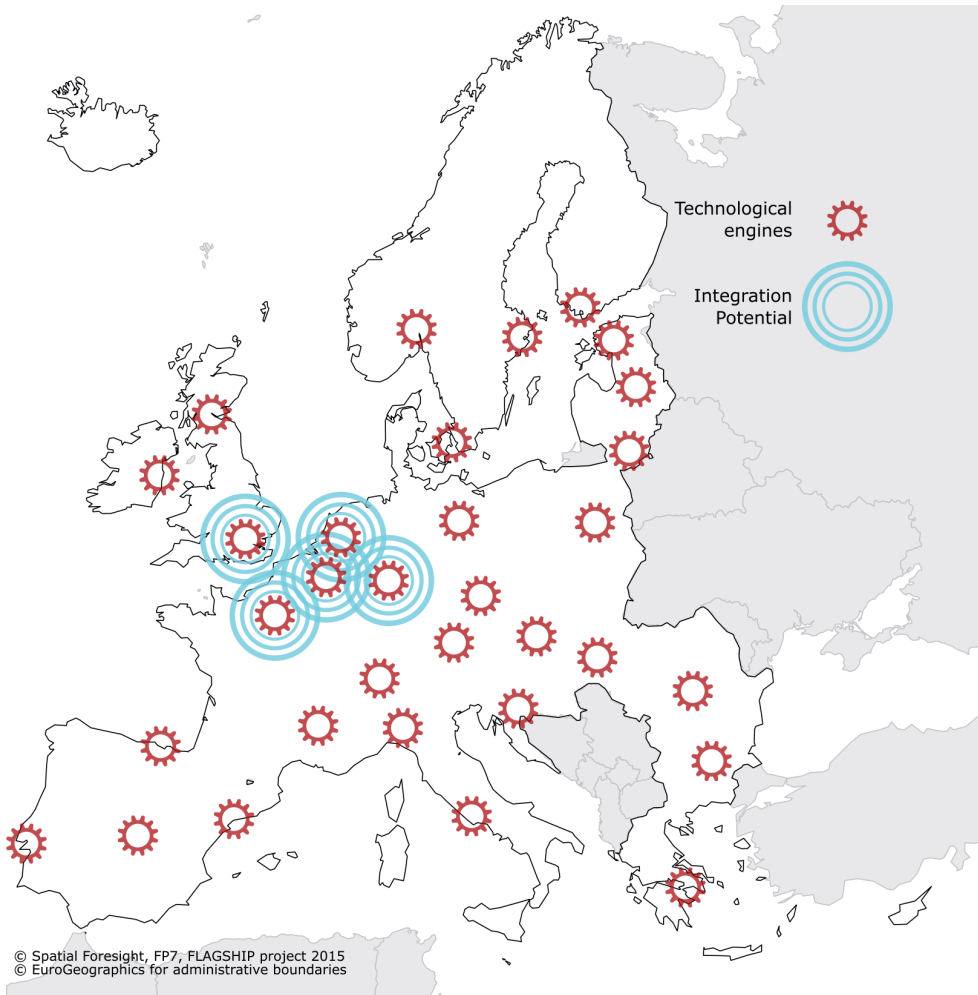 Technological
engines
Integration
Potential
© Spatial Foresight, FP7, FLAGSHIP project 2015
© EuroGeographics for administrative boundaries